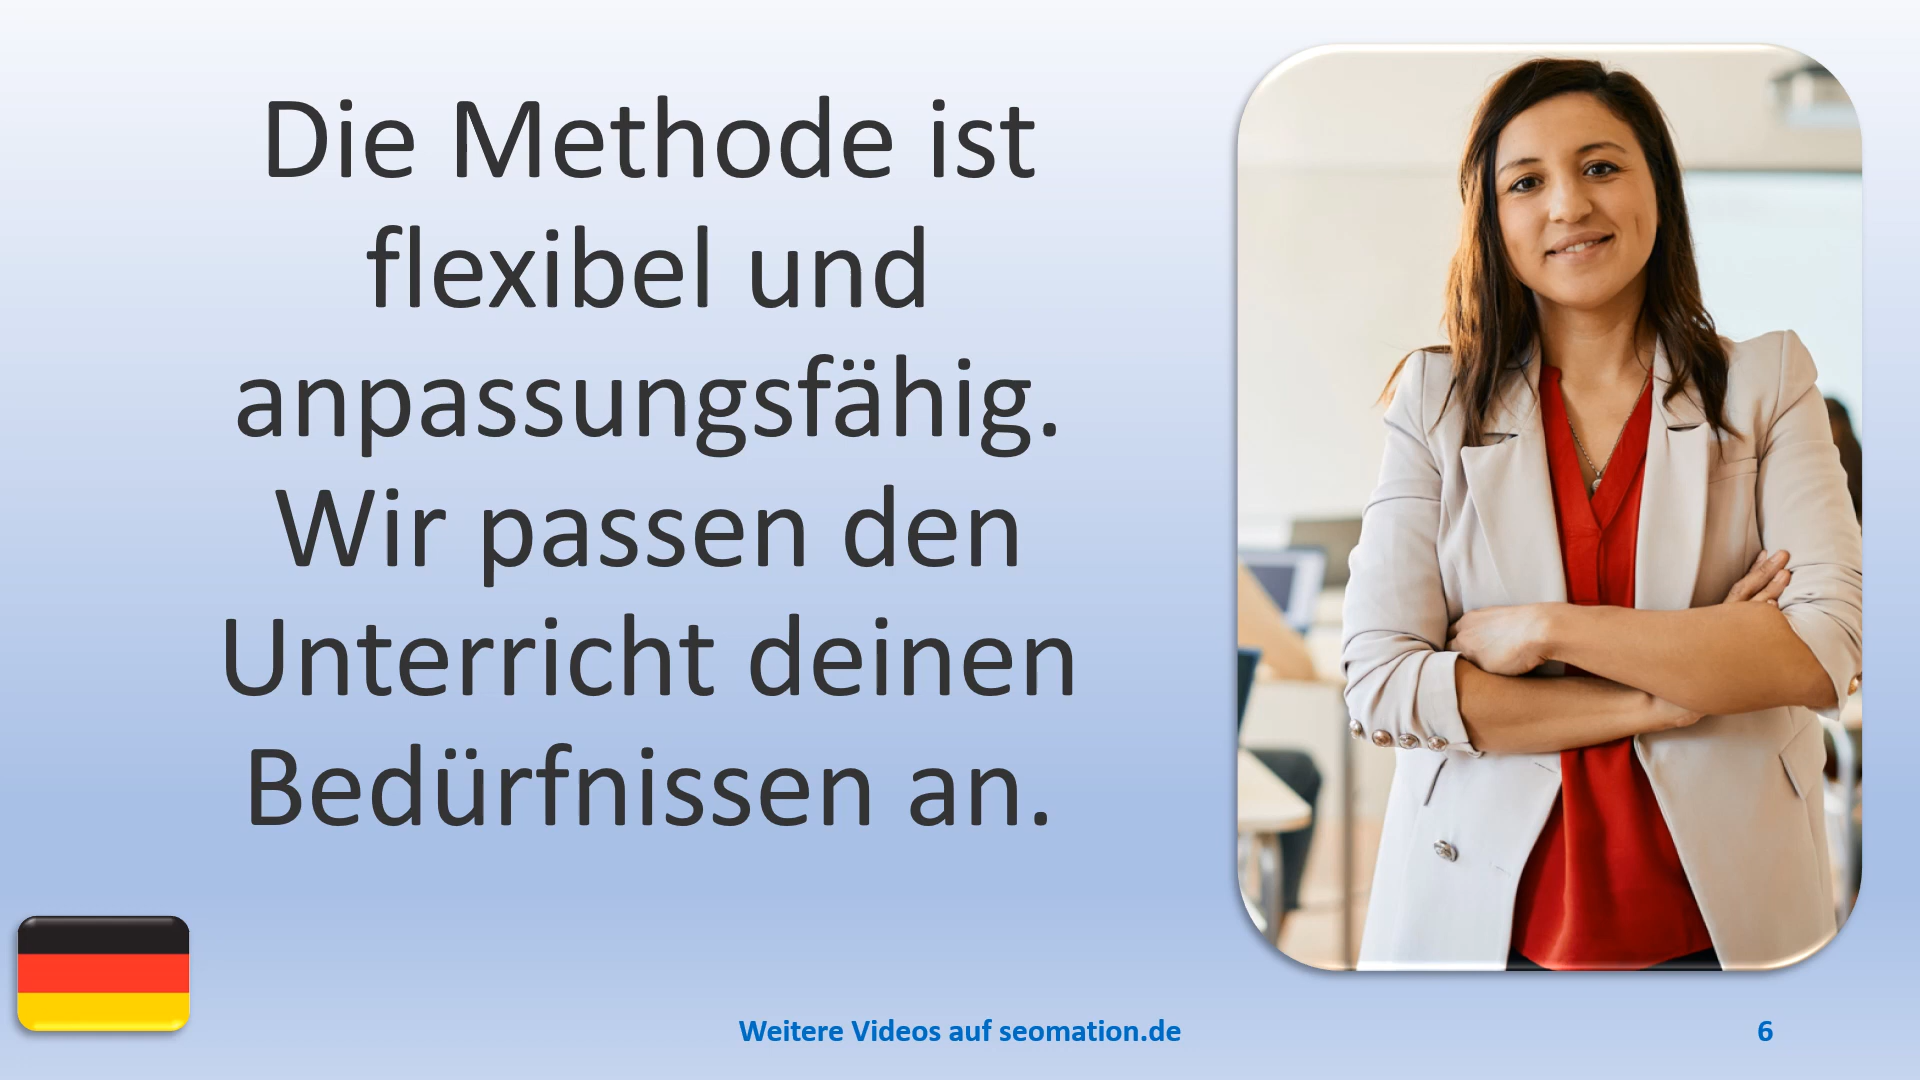 Die Methode ist
flexibel und
anpassungsfähig.
Wir passen den
Unterricht deinen
Bedürfnissen an.
Weitere Videos auf seomation.de
6